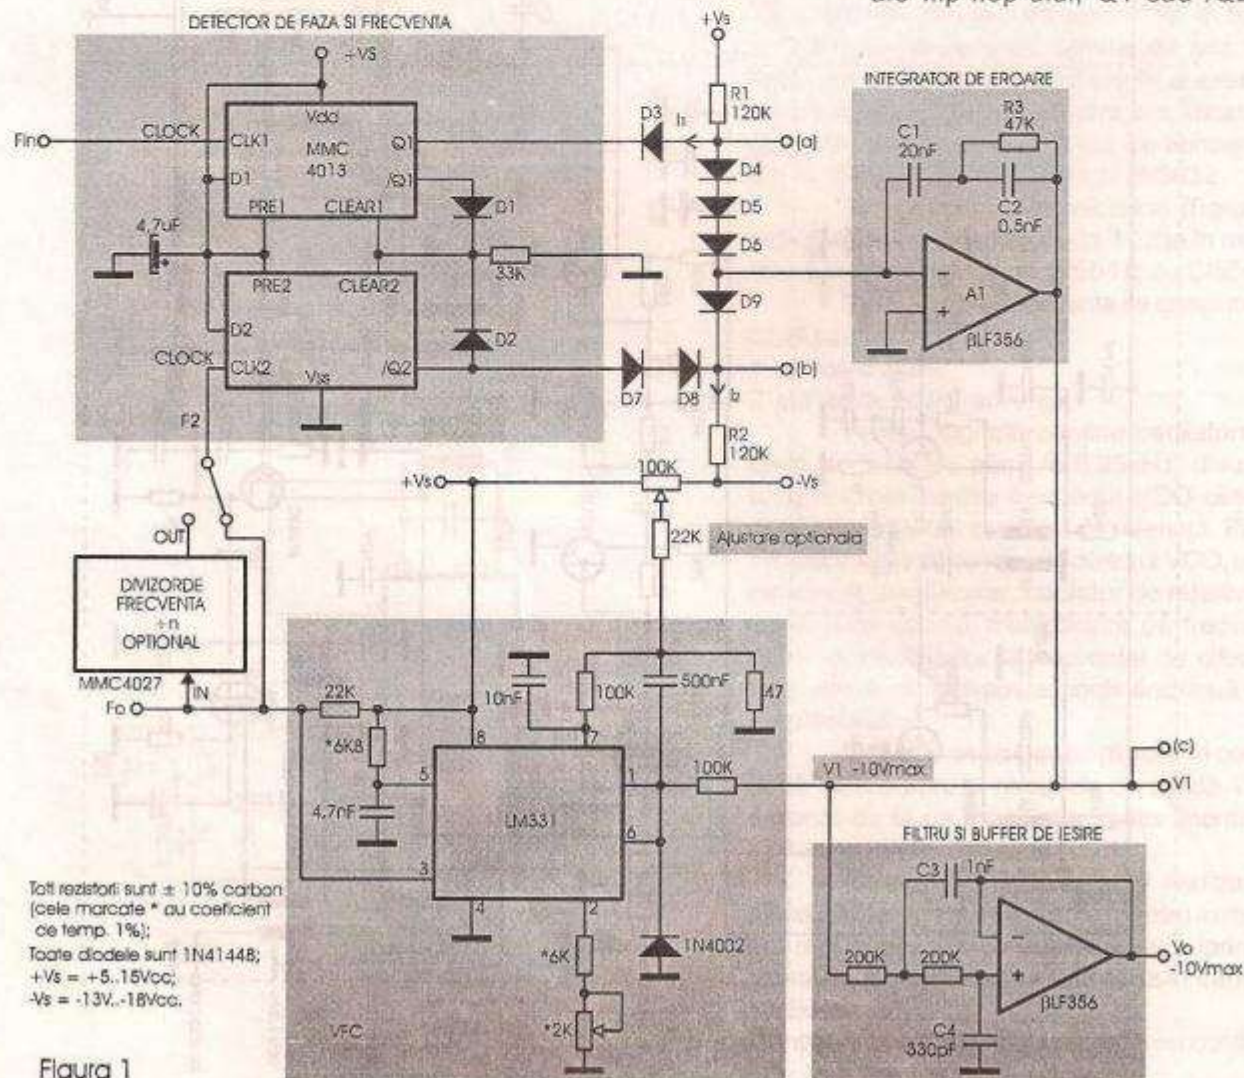 DETECTOR DE FAZA SI FRECVENTA
+VS
Fin
CLOCK
CLK1
Vdd
MMC
4013
Q1
/Q1
D1
PRE1
CLEAR1
4,7uF
D1
33K
PRE2
CLEAR2
D2
CLOCK
CLK2
Vss
/Q2
D2
F2
+Vs
R1
120K
D3
I1
(a)
D4
D5
D6
D9
D7
D8
(b)
I2
R2
120K
-Vs
INTEGRATOR DE EROARE
R3
47K
C1
20nF
C2
0,5nF
A1
βLF356
+Vs
100K
22K
Ajustare optionala
OUT
DIVIZORDE
FRECVENTA
÷n
OPTIONAL
MMC4027
IN
Fo
22K
*6K8
4,7nF
10nF
100K
500nF
47
8
7
5
1
6
3
4
2
LM331
100K
V1 -10Vmax
(c)
V1
1N4002
*6K
*2K
VFC
FILTRU SI BUFFER DE IESIRE
C3
1nF
200K
200K
C4
330pF
βLF356
Vo
-10Vmax
Toti rezistorii sunt ± 10% carbon
(cele marcate * au coeficient
de temp. 1%);
Toate diodele sunt 1N4148;
+Vs = +5..15Vcc;
-Vs = -13V..-18Vcc.
Figura 1